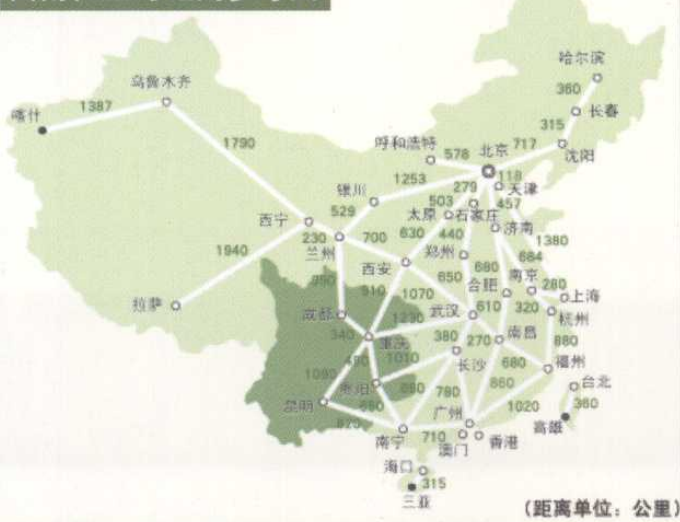 哈尔滨
360
乌鲁木齐
长春
喀什
1387
315
1790
呼和浩特
578
北京
717
沈阳
1253
118
银川
279
天津
503
457
西宁
529
太原
石家庄
济南
230
700
630
440
1380
兰州
郑州
664
1940
西安
650
680
南京
合肥
280
上海
910
1070
拉萨
成都
1230
武汉
610
320
杭州
340
重庆
380
270
南昌
880
1010
长沙
680
福州
贵阳
860
台北
昆明
780
1020
360
广州
高雄
南宁
710
澳门
香港
海口
315
三亚
(距离单位：公里)